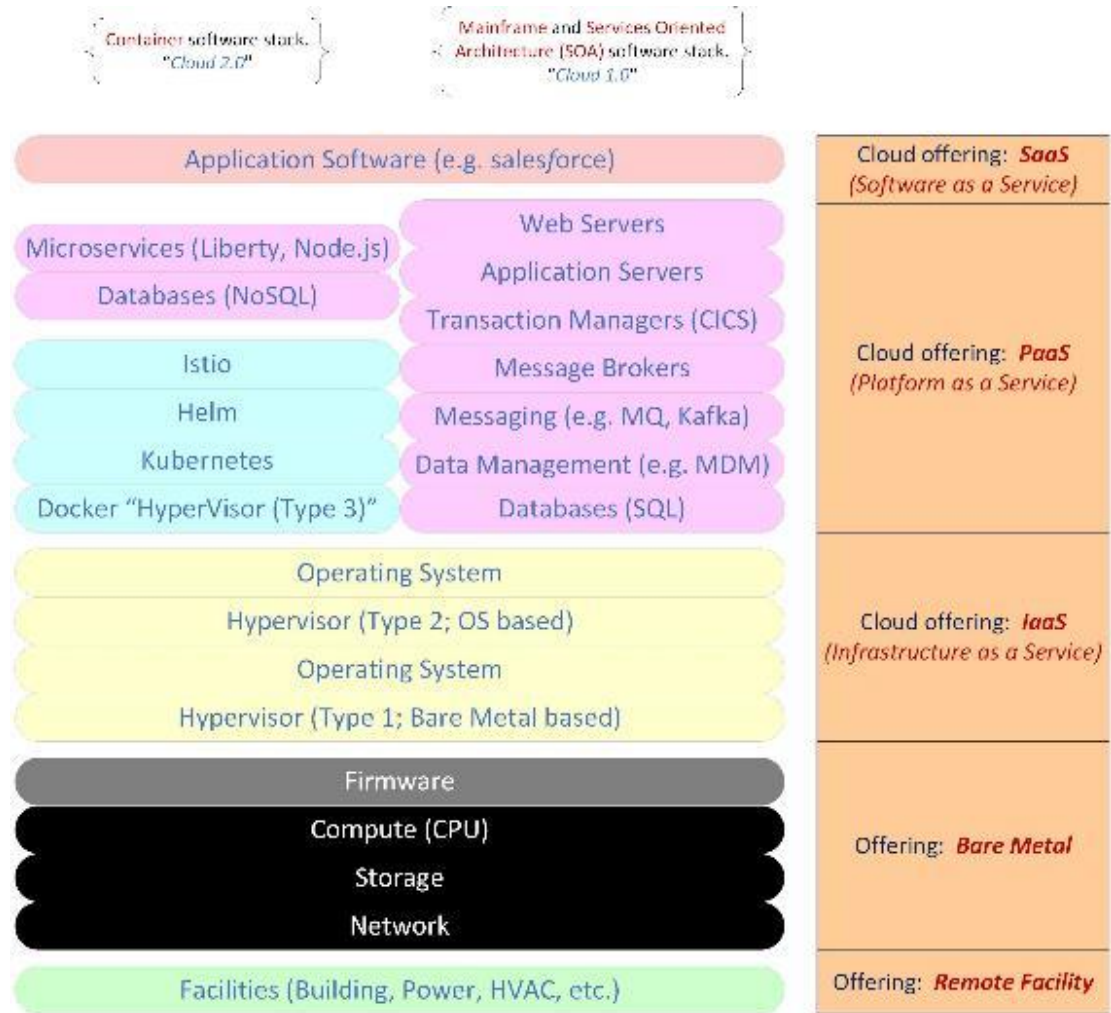 Container software stack.
"Cloud 2.0"
Mainframe and Services Oriented
Architecture (SOA) software stack.
"Cloud 1.0"
Application Software (e.g. salesforce)
Cloud offering: SaaS
(Software as a Service)
Microservices (Liberty, Node.js)
Databases (NoSQL)
Istio
Helm
Kubernetes
Docker “HyperVisor (Type 3)”
Web Servers
Application Servers
Transaction Managers (CICS)
Message Brokers
Messaging (e.g. MQ, Kafka)
Data Management (e.g. MDM)
Databases (SQL)
Cloud offering: PaaS
(Platform as a Service)
Operating System
Hypervisor (Type 2; OS based)
Operating System
Hypervisor (Type 1; Bare Metal based)
Cloud offering: IaaS
(Infrastructure as a Service)
Firmware
Compute (CPU)
Storage
Network
Offering: Bare Metal
Facilities (Building, Power, HVAC, etc.)
Offering: Remote Facility